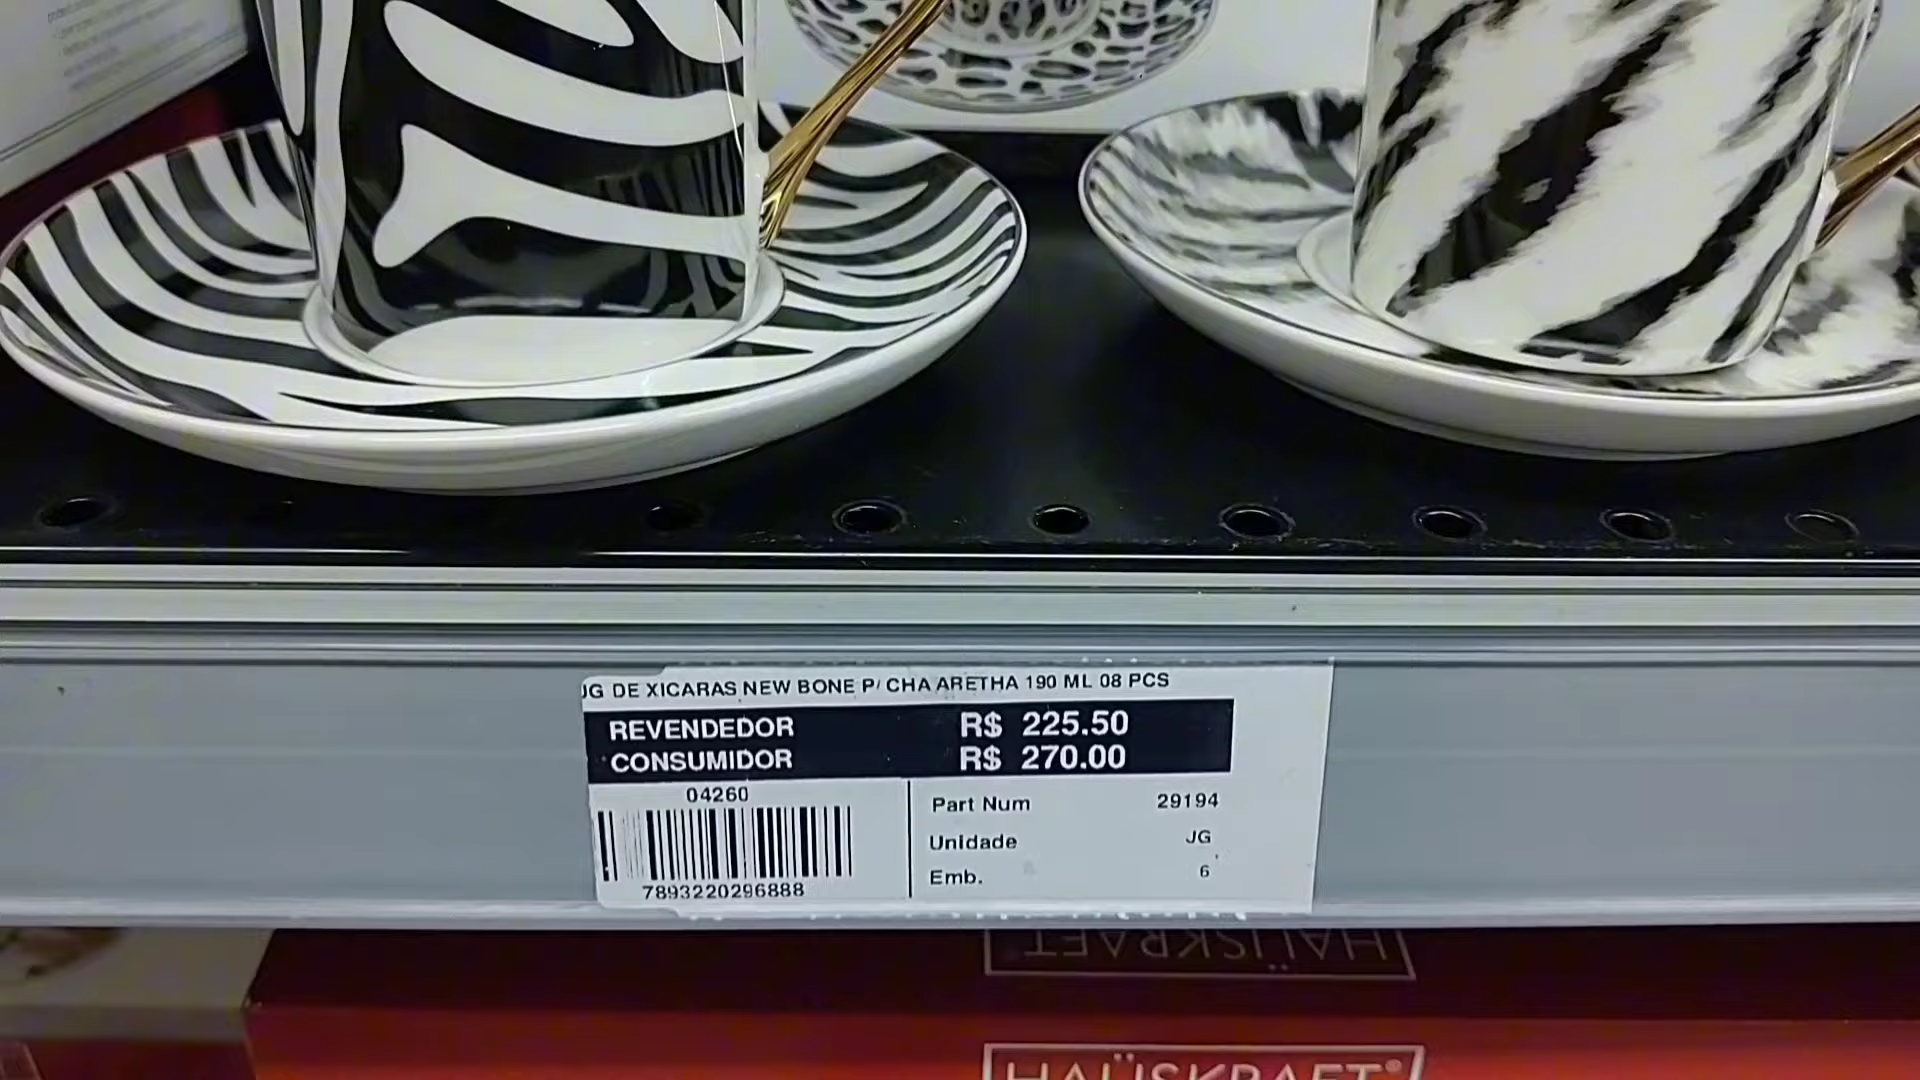 JG DE XICARAS NEW BONE P/ CHA ARETHA 190 ML 08 PCS
REVENDEDOR R$ 225.50
CONSUMIDOR R$ 270.00
04260
7893220296888
Part Num 29194
Unidade JG
Emb. 6
HAÜSKRAFT
HAÜSKRAFT®